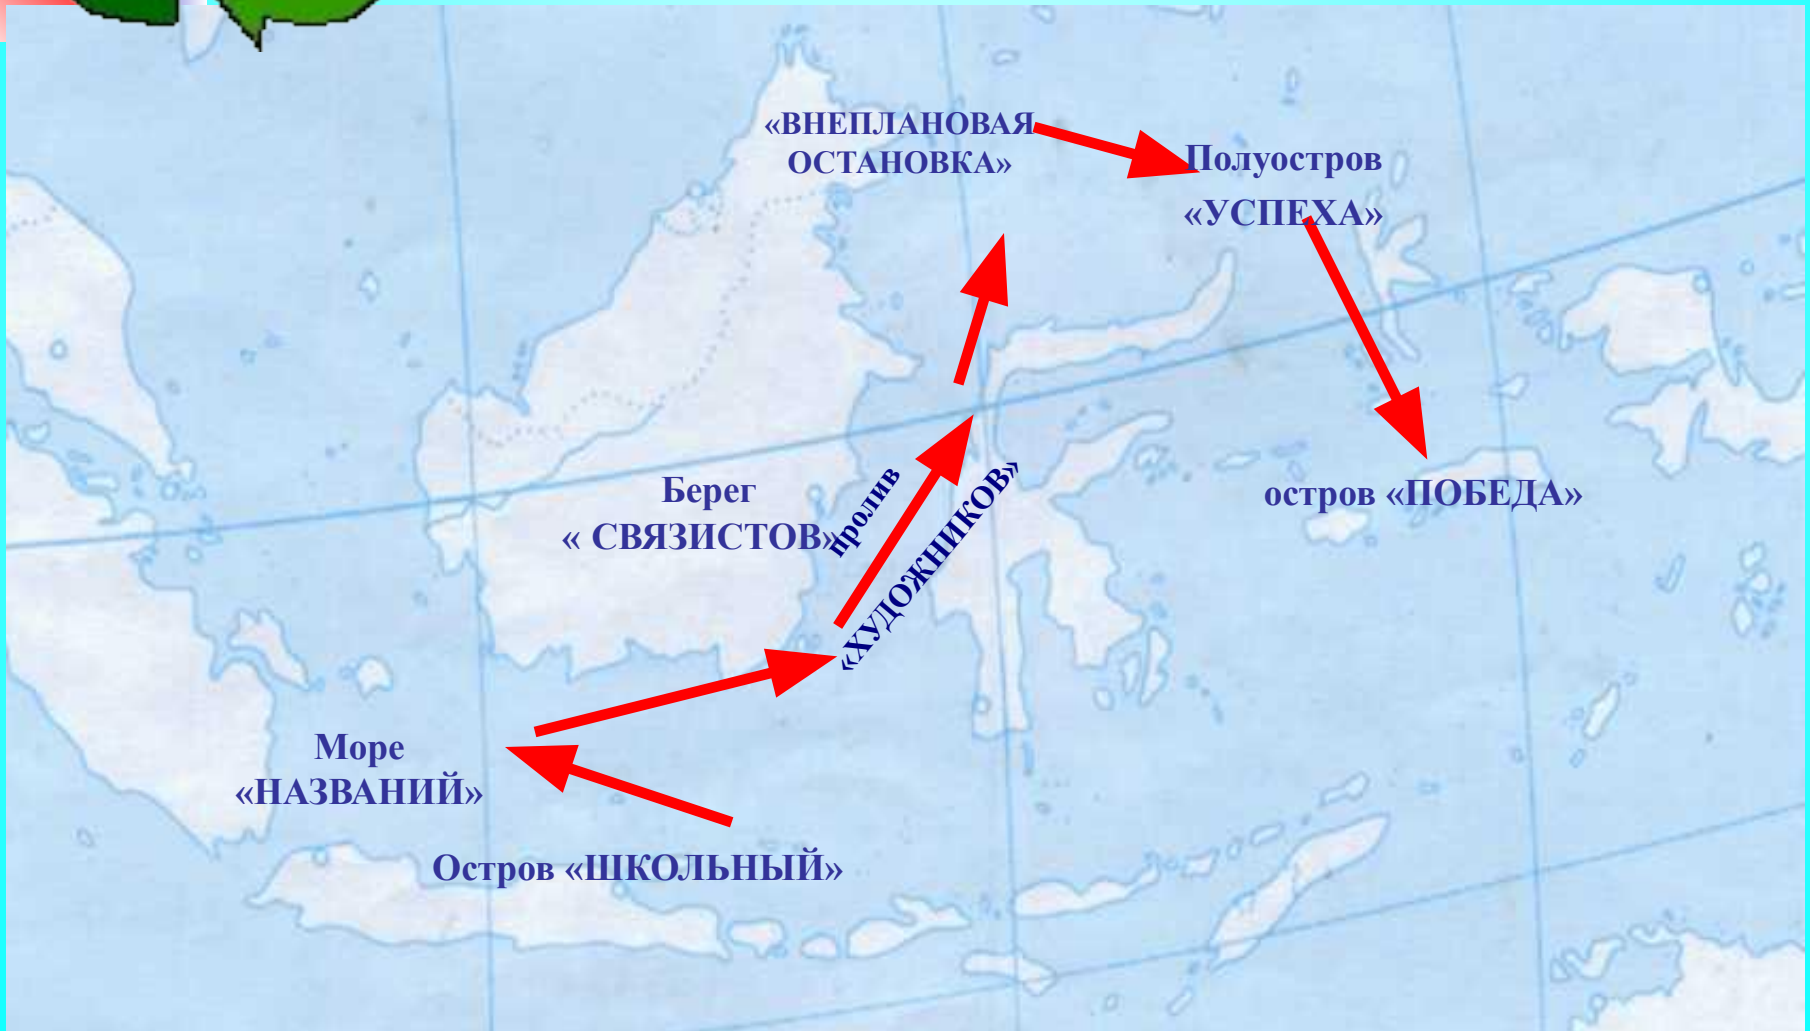 «ВНЕПЛАНОВАЯ
ОСТАНОВКА»
Полуостров
«УСПЕХА»
Берег
« СВЯЗИСТОВ»
пролив
«ХУДОЖНИКОВ»
остров «ПОБЕДА»
Море
«НАЗВАНИЙ»
Остров «ШКОЛЬНЫЙ»